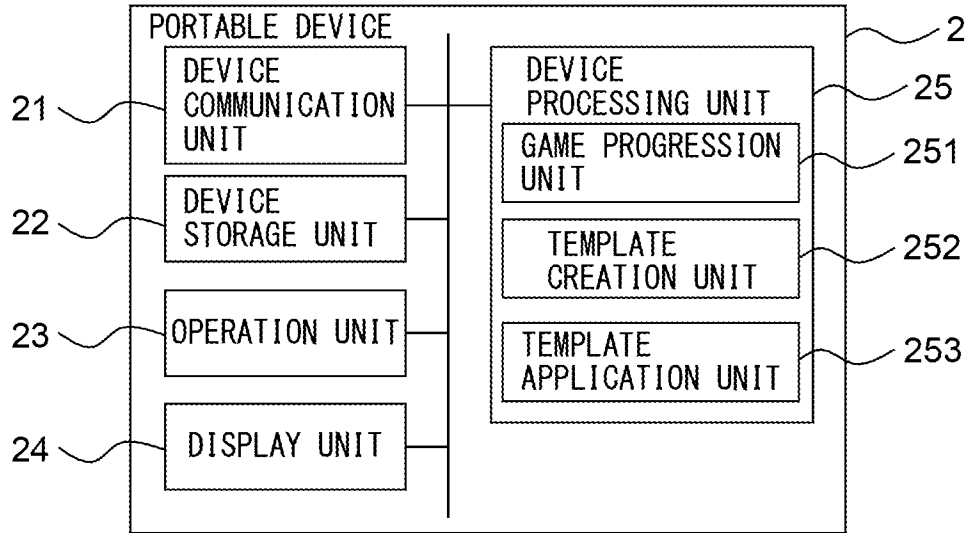 PORTABLE DEVICE
2
21
DEVICE
COMMUNICATION
UNIT
22
DEVICE
STORAGE UNIT
23
OPERATION UNIT
24
DISPLAY UNIT
DEVICE
PROCESSING UNIT
25
GAME PROGRESSION
UNIT
251
TEMPLATE
CREATION UNIT
252
TEMPLATE
APPLICATION UNIT
253